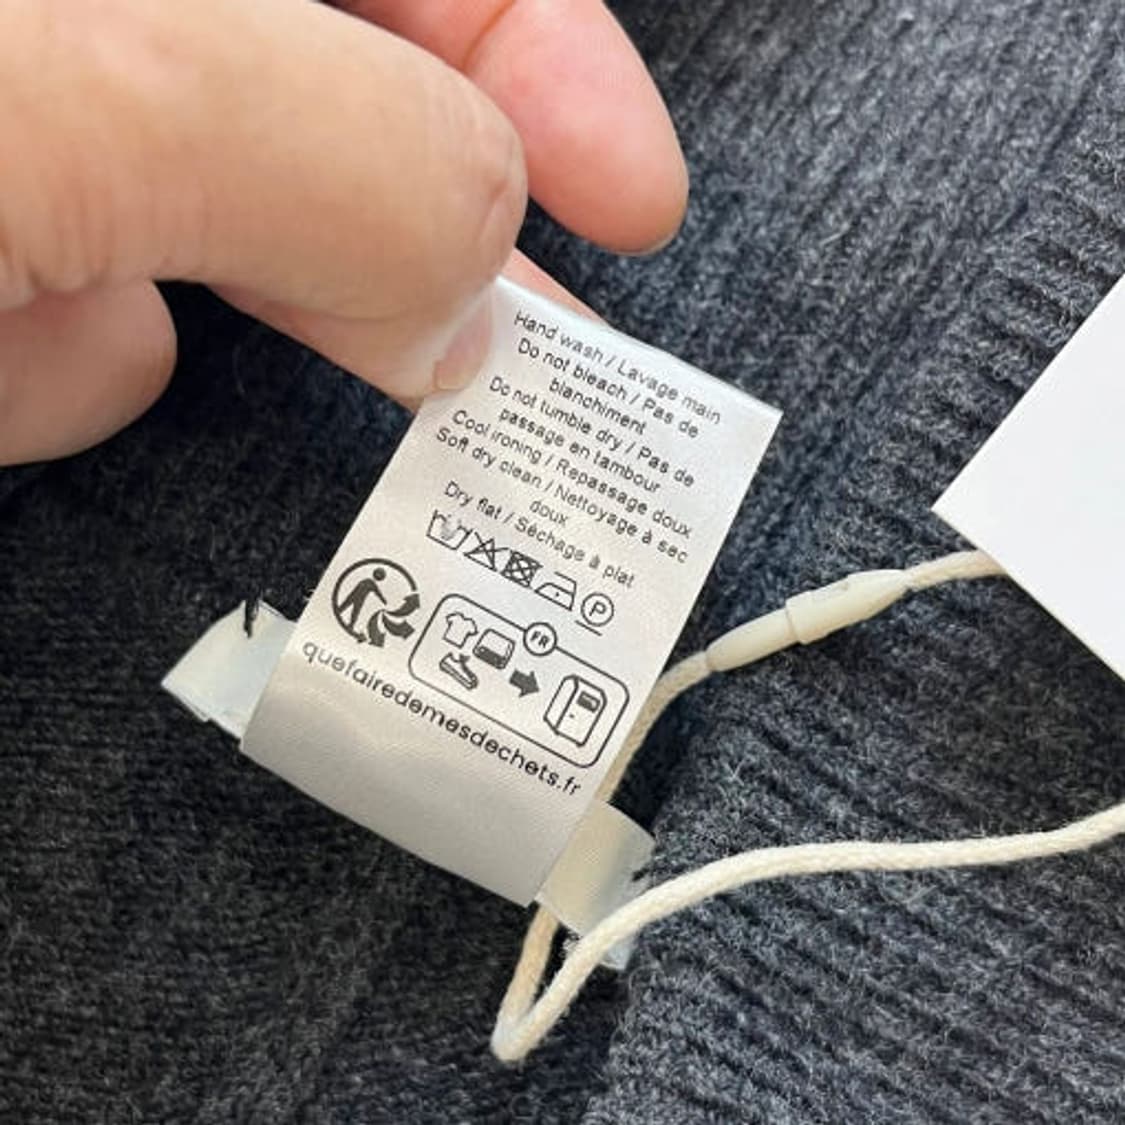 Hand wash / Lavage main
Do not bleach / Pas de
blanchiment
Do not tumble dry / Pas de
passage en tambour
Cool ironing / Repassage doux
Soft dry clean / Nettoyage à sec
doux
Dry flat / Séchage à plat
P
FR
quefairedemesdechets.fr